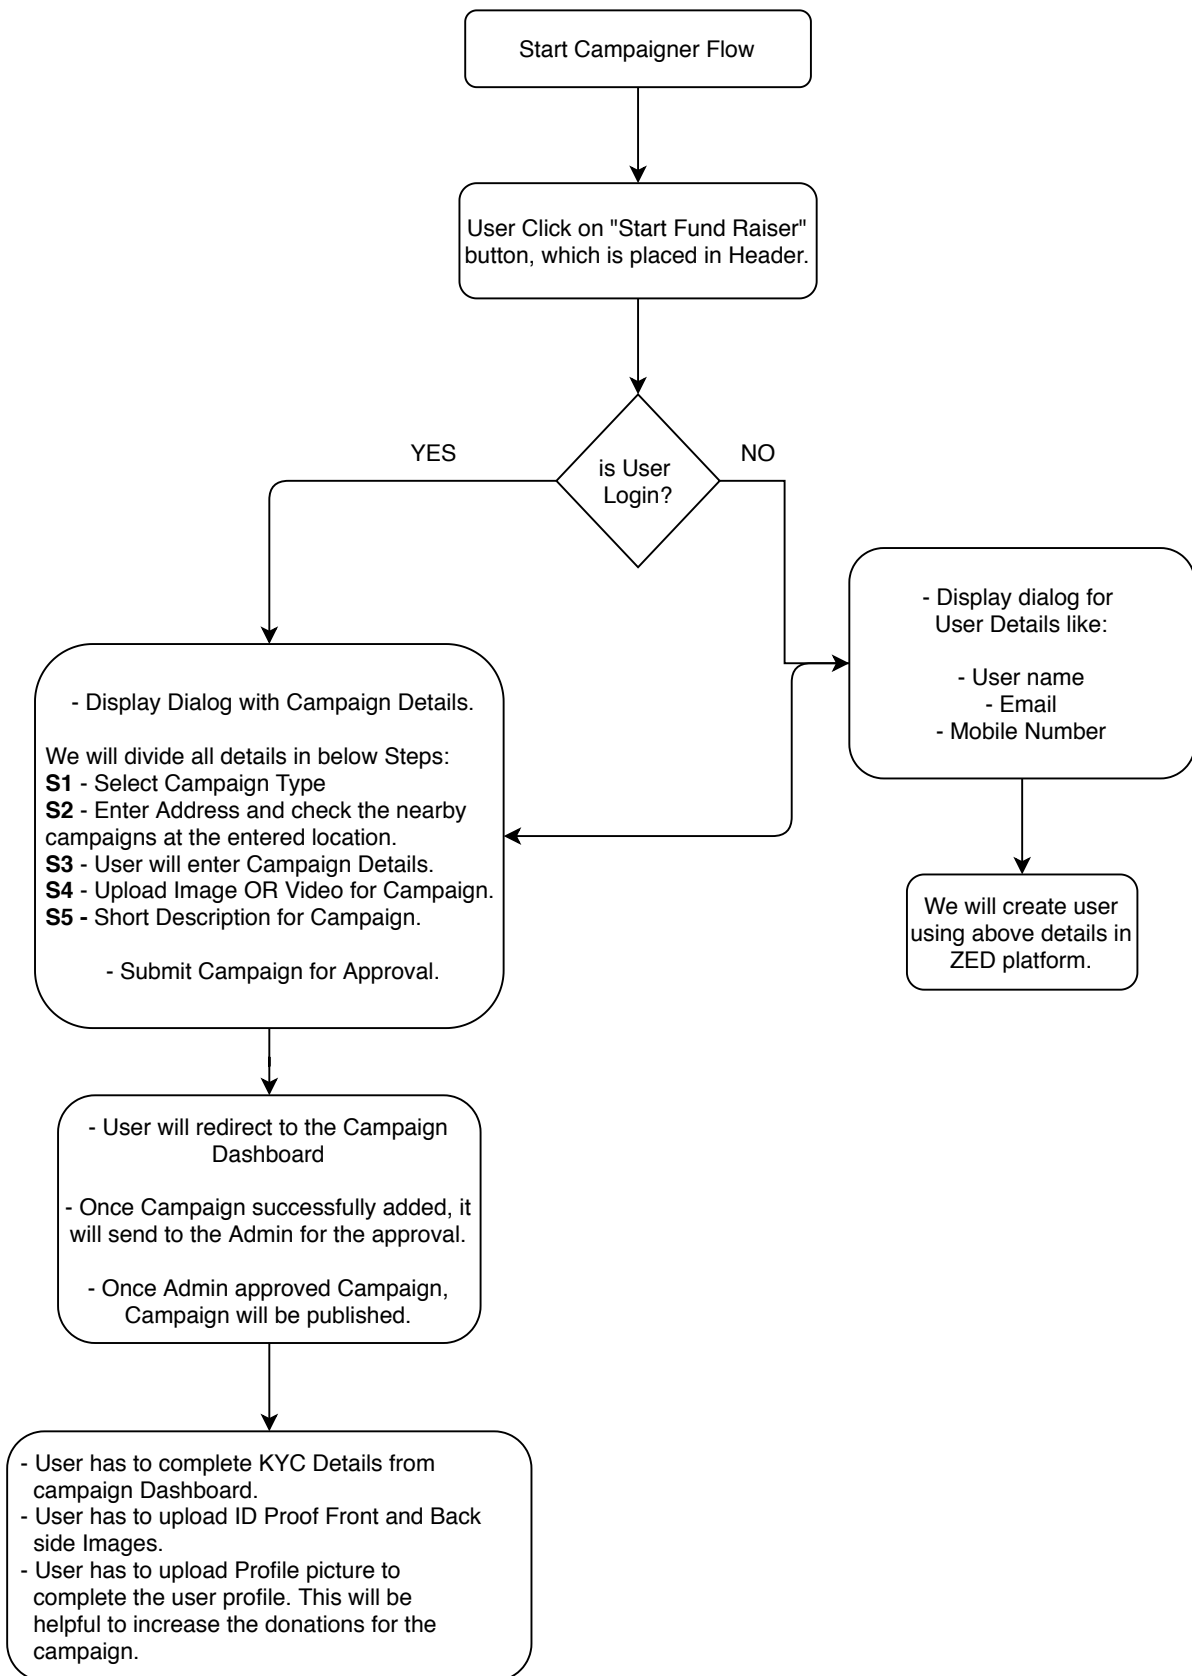 Start Campaigner Flow
User Click on "Start Fund Raiser"
button, which is placed in Header.
is User
Login?
YES
NO
- Display dialog for
User Details like:
- User name
- Email
- Mobile Number
We will create user
using above details in
ZED platform.
- Display Dialog with Campaign Details.
We will divide all details in below Steps:
S1 - Select Campaign Type
S2 - Enter Address and check the nearby
campaigns at the entered location.
S3 - User will enter Campaign Details.
S4 - Upload Image OR Video for Campaign.
S5 - Short Description for Campaign.
- Submit Campaign for Approval.
- User will redirect to the Campaign
Dashboard
- Once Campaign successfully added, it
will send to the Admin for the approval.
- Once Admin approved Campaign,
Campaign will be published.
- User has to complete KYC Details from
campaign Dashboard.
- User has to upload ID Proof Front and Back
side Images.
- User has to upload Profile picture to
complete the user profile. This will be
helpful to increase the donations for the
campaign.